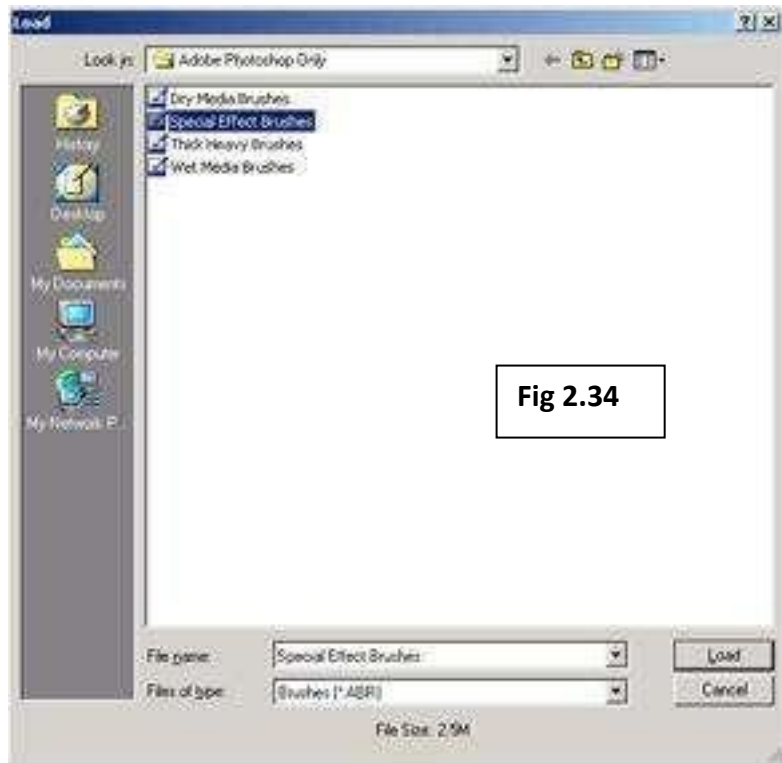 Load
Look in: Adobe Photoshop Only
Dry Media Brushes
Special Effect Brushes
Thick Heavy Brushes
Wet Media Brushes
History
Desktop
My Documents
My Computer
My Network P...
Fig 2.34
File name: Special Effect Brushes Load
Files of type: Brushes (*.ABR) Cancel
File Size: 2.9M